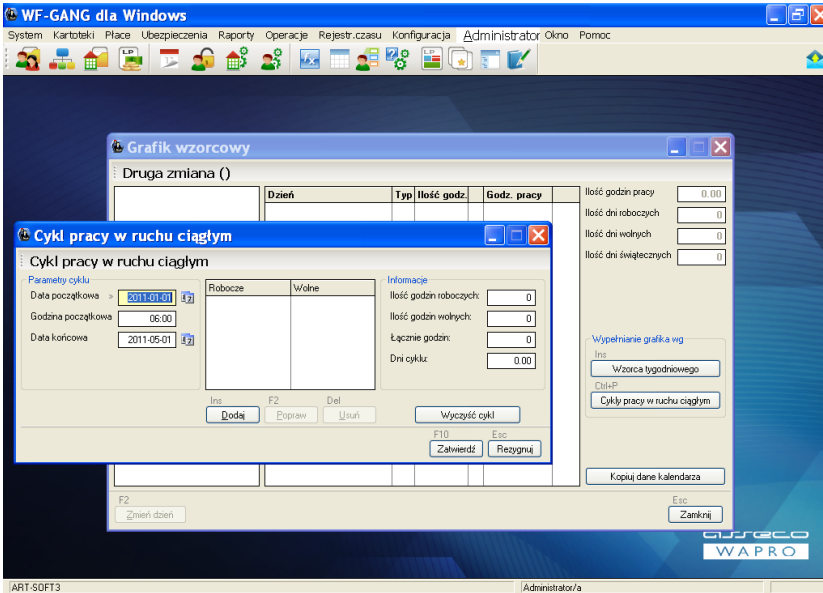 WF-GANG dla Windows
System Kartoteki Płace Ubezpieczenia Raporty Operacje Rejestr.czasu Konfiguracja Administrator Okno Pomoc
Grafik wzorcowy
Druga zmiana ()
Dzień Typ Ilość godz. Godz. pracy
Ilość godzin pracy 0.00
Ilość dni roboczych 0
Ilość dni wolnych 0
Ilość dni świątecznych 0
Cykl pracy w ruchu ciągłym
Cykl pracy w ruchu ciągłym
Parametry cyklu
Data początkowa » 2011-01-01
Godzina początkowa 06:00
Data końcowa 2011-05-01
Robocze Wolne
Informacje
Ilość godzin roboczych: 0
Ilość godzin wolnych: 0
Łącznie godzin: 0
Dni cyklu: 0.00
Ins F2 Del
Dodaj Popraw Usuń Wyczyść cykl
F10 Esc
Zatwierdź Rezygnuj
Wypełnianie grafika wg
Ins
Wzorca tygodniowego
Ctrl+P
Cykly pracy w ruchu ciągłym
Kopiuj dane kalendarza
F2 Esc
Zmień dzień Zamknij
asseco
WAPRO
ART-SOFT3 Administrator/a